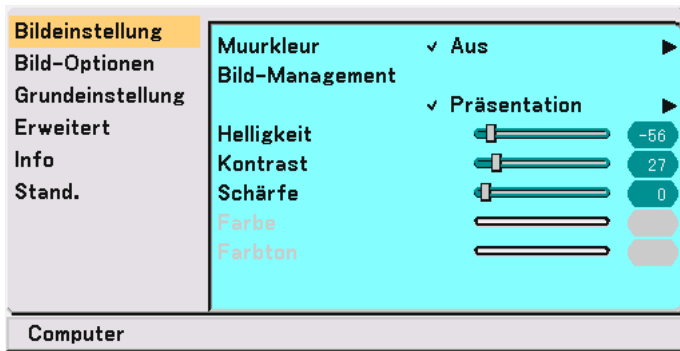 Bildeinstellung
Bild-Optionen
Grundeinstellung
Erweitert
Info
Stand.
Muurkleur ✓ Aus
Bild-Management
✓ Präsentation
Helligkeit -56
Kontrast 27
Schärfe 0
Farbe
Farbton
Computer